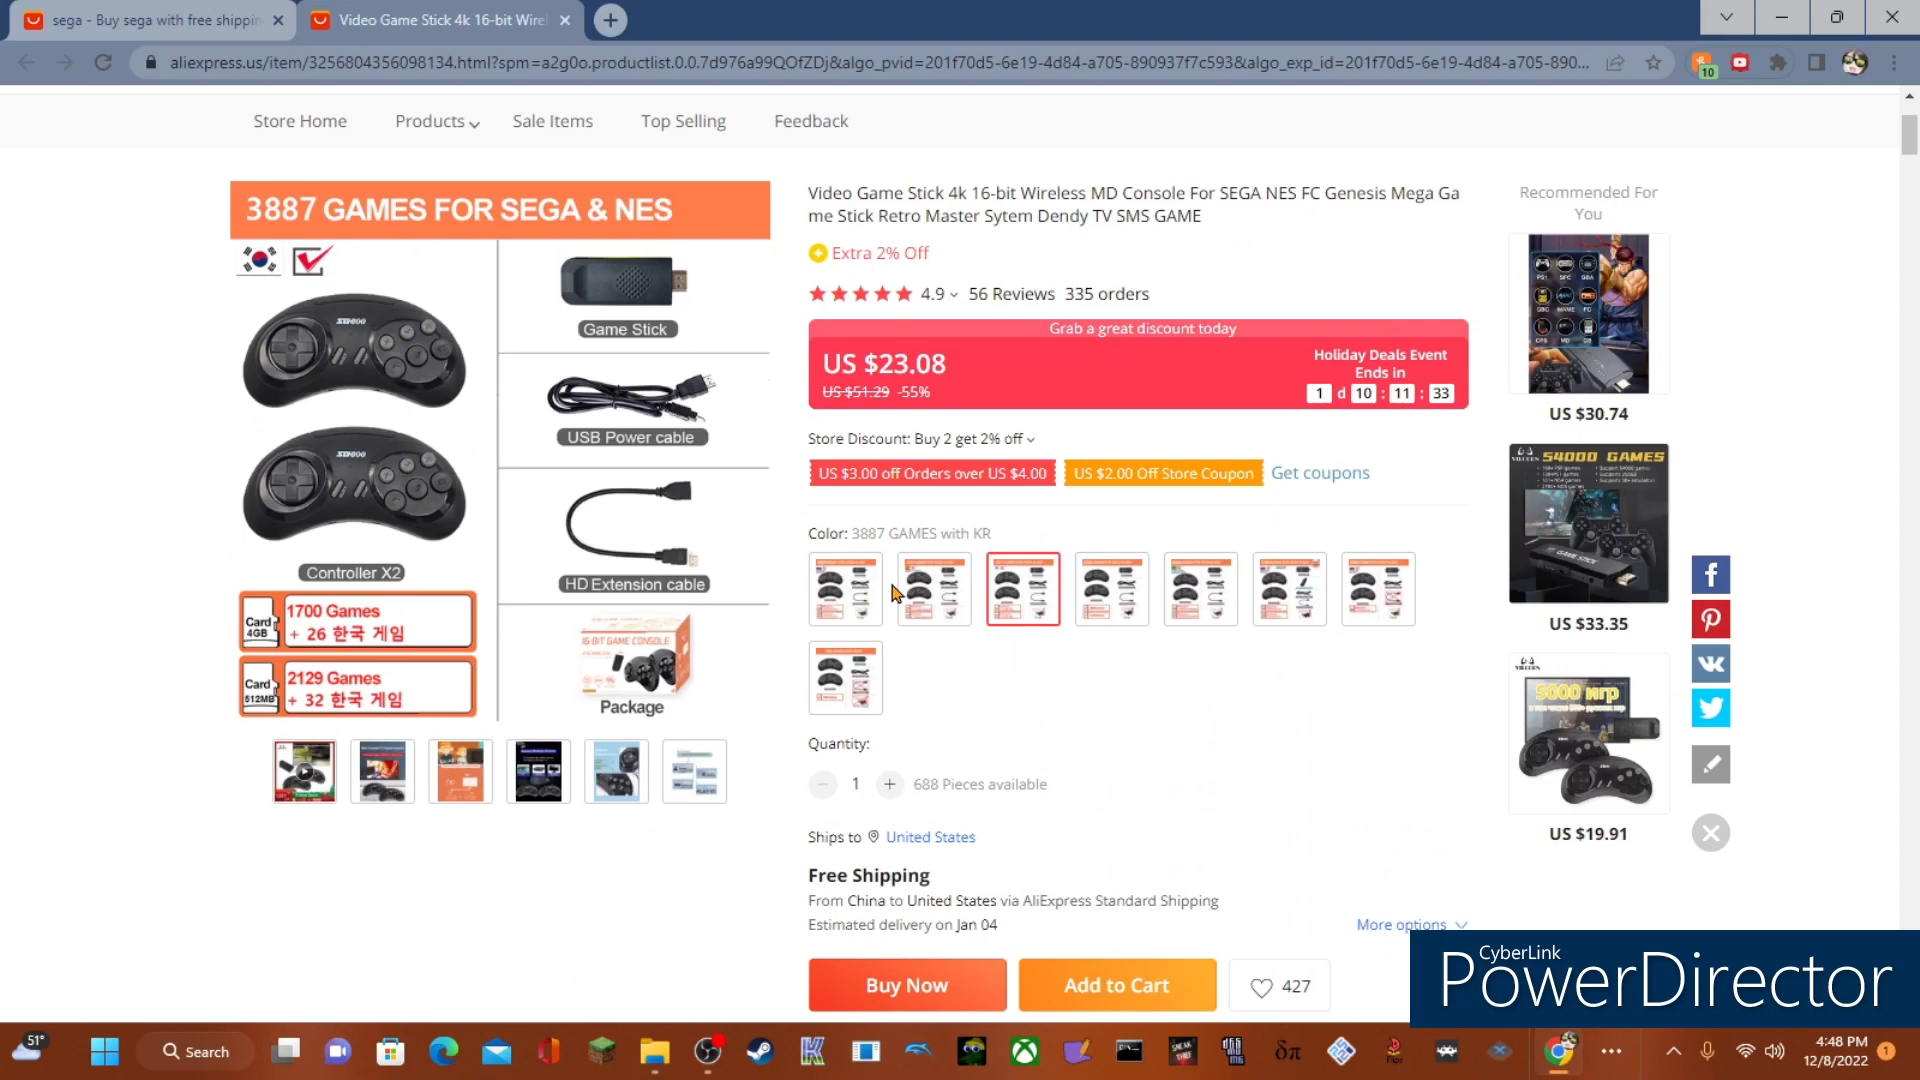 sega - Buy sega with free shippin
Video Game Stick 4k 16-bit Wirel
aliexpress.us/item/3256804356098134.html?spm=a2g0o.productlist.0.0.7d976a99QOfZDj&algo_pvid=201f70d5-6e19-4d84-a705-890937f7c593&algo_exp_id=201f70d5-6e19-4d84-a705-890...
10
Store Home
Products
Sale Items
Top Selling
Feedback
3887 GAMES FOR SEGA & NES
Game Stick
USB Power cable
HD Extension cable
Controller X2
Card 4GB
1700 Games
+ 26 한국 게임
Card 512MB
2129 Games
+ 32 한국 게임
16-BIT GAME CONSOLE
Package
Video Game Stick 4k 16-bit Wireless MD Console For SEGA NES FC Genesis Mega Ga
me Stick Retro Master Sytem Dendy TV SMS GAME
Extra 2% Off
4.9
56 Reviews
335 orders
Grab a great discount today
US $23.08
US $51.29 -55%
Holiday Deals Event
Ends in
1 d 10 : 11 : 33
Store Discount: Buy 2 get 2% off
US $3.00 off Orders over US $4.00
US $2.00 Off Store Coupon
Get coupons
Color: 3887 GAMES with KR
Quantity:
1
688 Pieces available
Ships to
United States
Free Shipping
From China to United States via AliExpress Standard Shipping
Estimated delivery on Jan 04
More options
Buy Now
Add to Cart
427
Recommended For
You
US $30.74
54000 GAMES
GAME STICK
US $33.35
5000 игр
US $19.91
CyberLink
PowerDirector
51°
Search
4:48 PM
12/8/2022
1